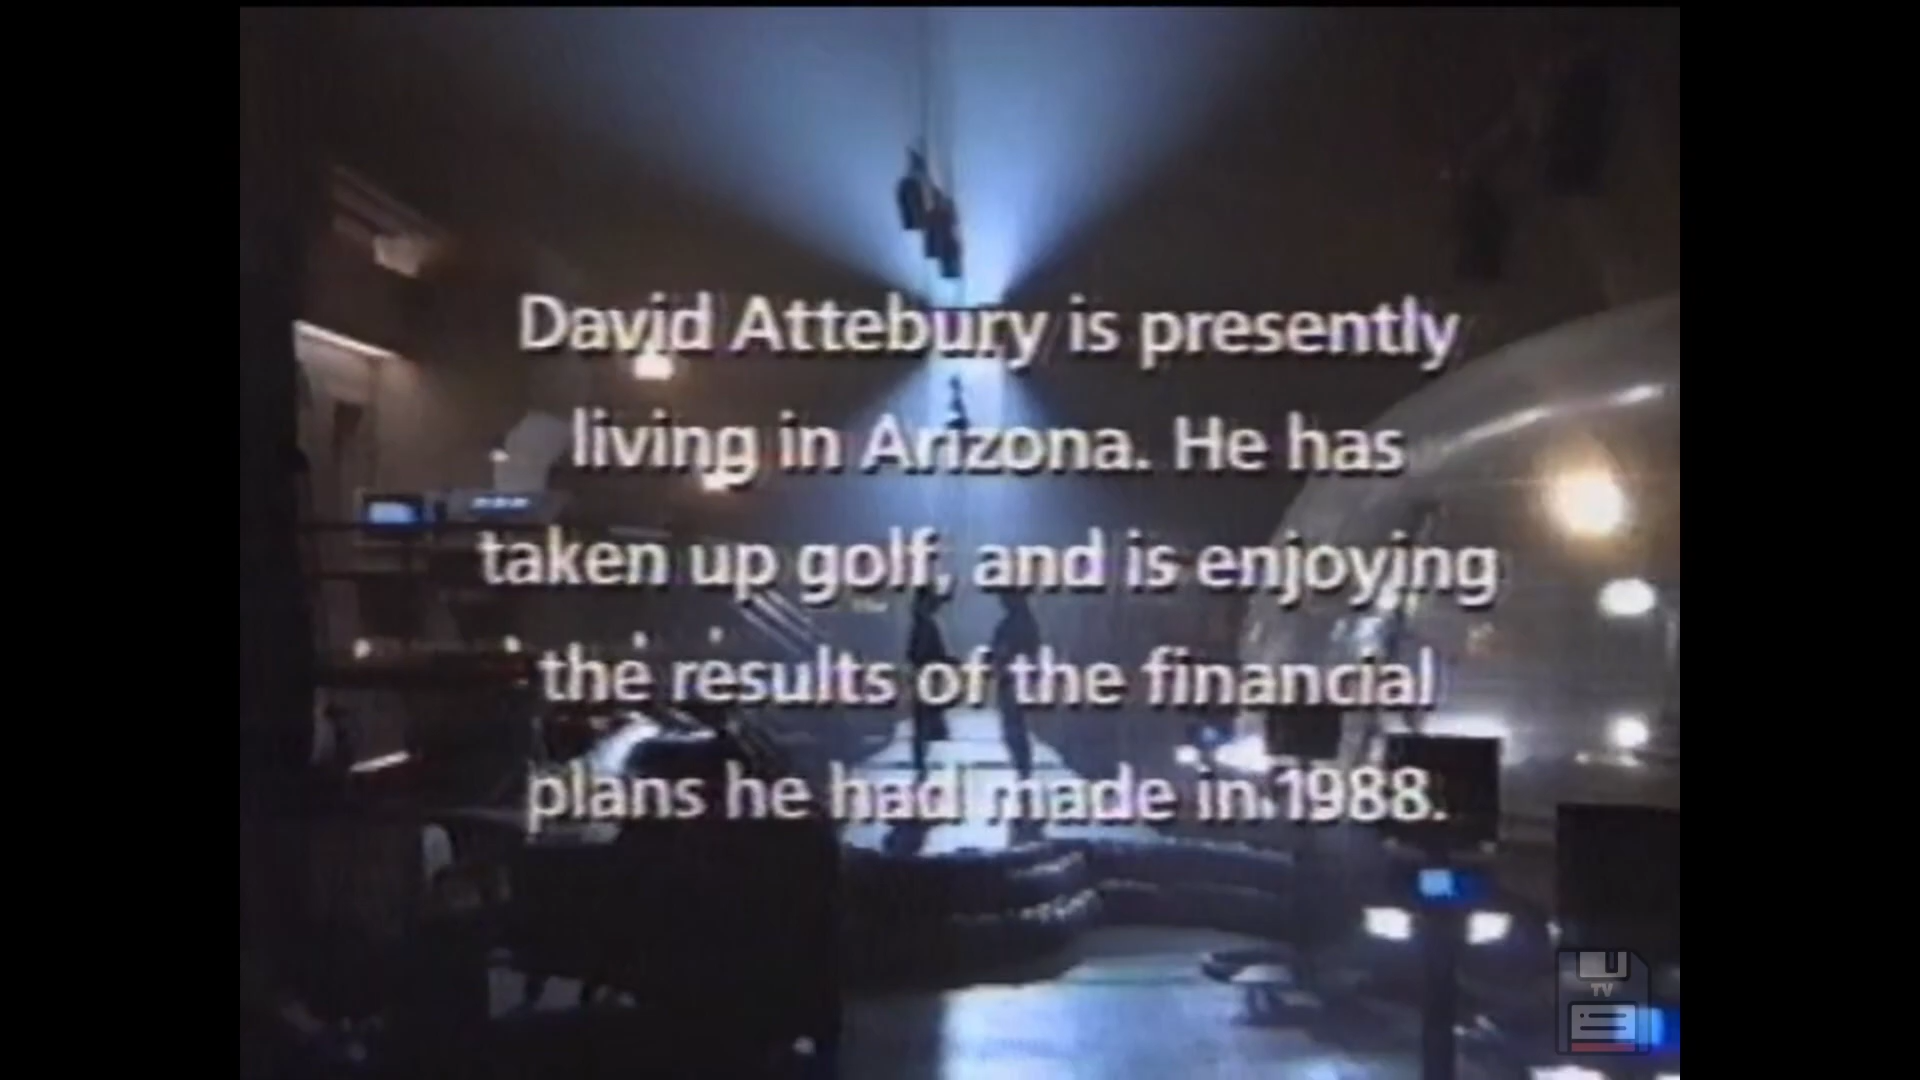 David Attebury is presently
living in Arizona. He has
taken up golf, and is enjoying
the results of the financial
plans he had made in 1988.
U
TV